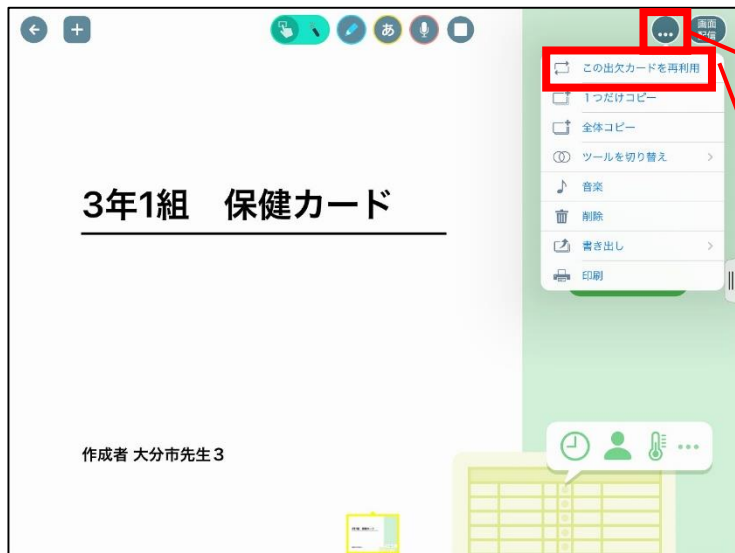 あ
画面
配信
この出欠カードを再利用
1つだけコピー
全体コピー
ツールを切り替え
音楽
削除
書き出し
印刷
3年1組　保健カード
作成者 大分市先生3